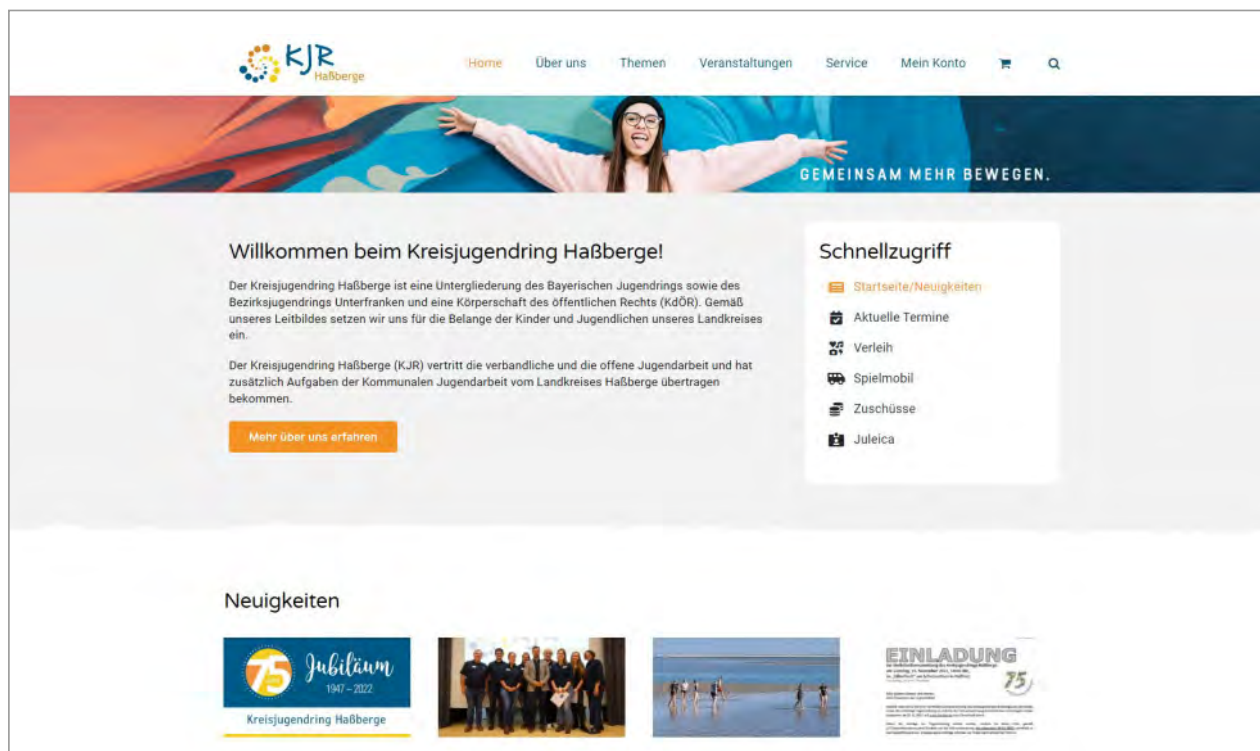 KJR
Haßberge
Home Über uns Themen Veranstaltungen Service Mein Konto
GEMEINSAM MEHR BEWEGEN.
Willkommen beim Kreisjugendring Haßberge!
Der Kreisjugendring Haßberge ist eine Untergliederung des Bayerischen Jugendrings sowie des
Bezirksjugendrings Unterfranken und eine Körperschaft des öffentlichen Rechts (KdÖR). Gemäß
unseres Leitbildes setzen wir uns für die Belange der Kinder und Jugendlichen unseres Landkreises
ein.
Der Kreisjugendring Haßberge (KJR) vertritt die verbandliche und die offene Jugendarbeit und hat
zusätzlich Aufgaben der Kommunalen Jugendarbeit vom Landkreises Haßberge übertragen
bekommen.
Mehr über uns erfahren
Schnellzugriff
Startseite/Neuigkeiten
Aktuelle Termine
Verleih
Spielmobil
Zuschüsse
Juleica
Neuigkeiten
75
Jubiläum
1947 – 2022
Kreisjugendring Haßberge
EINLADUNG
75